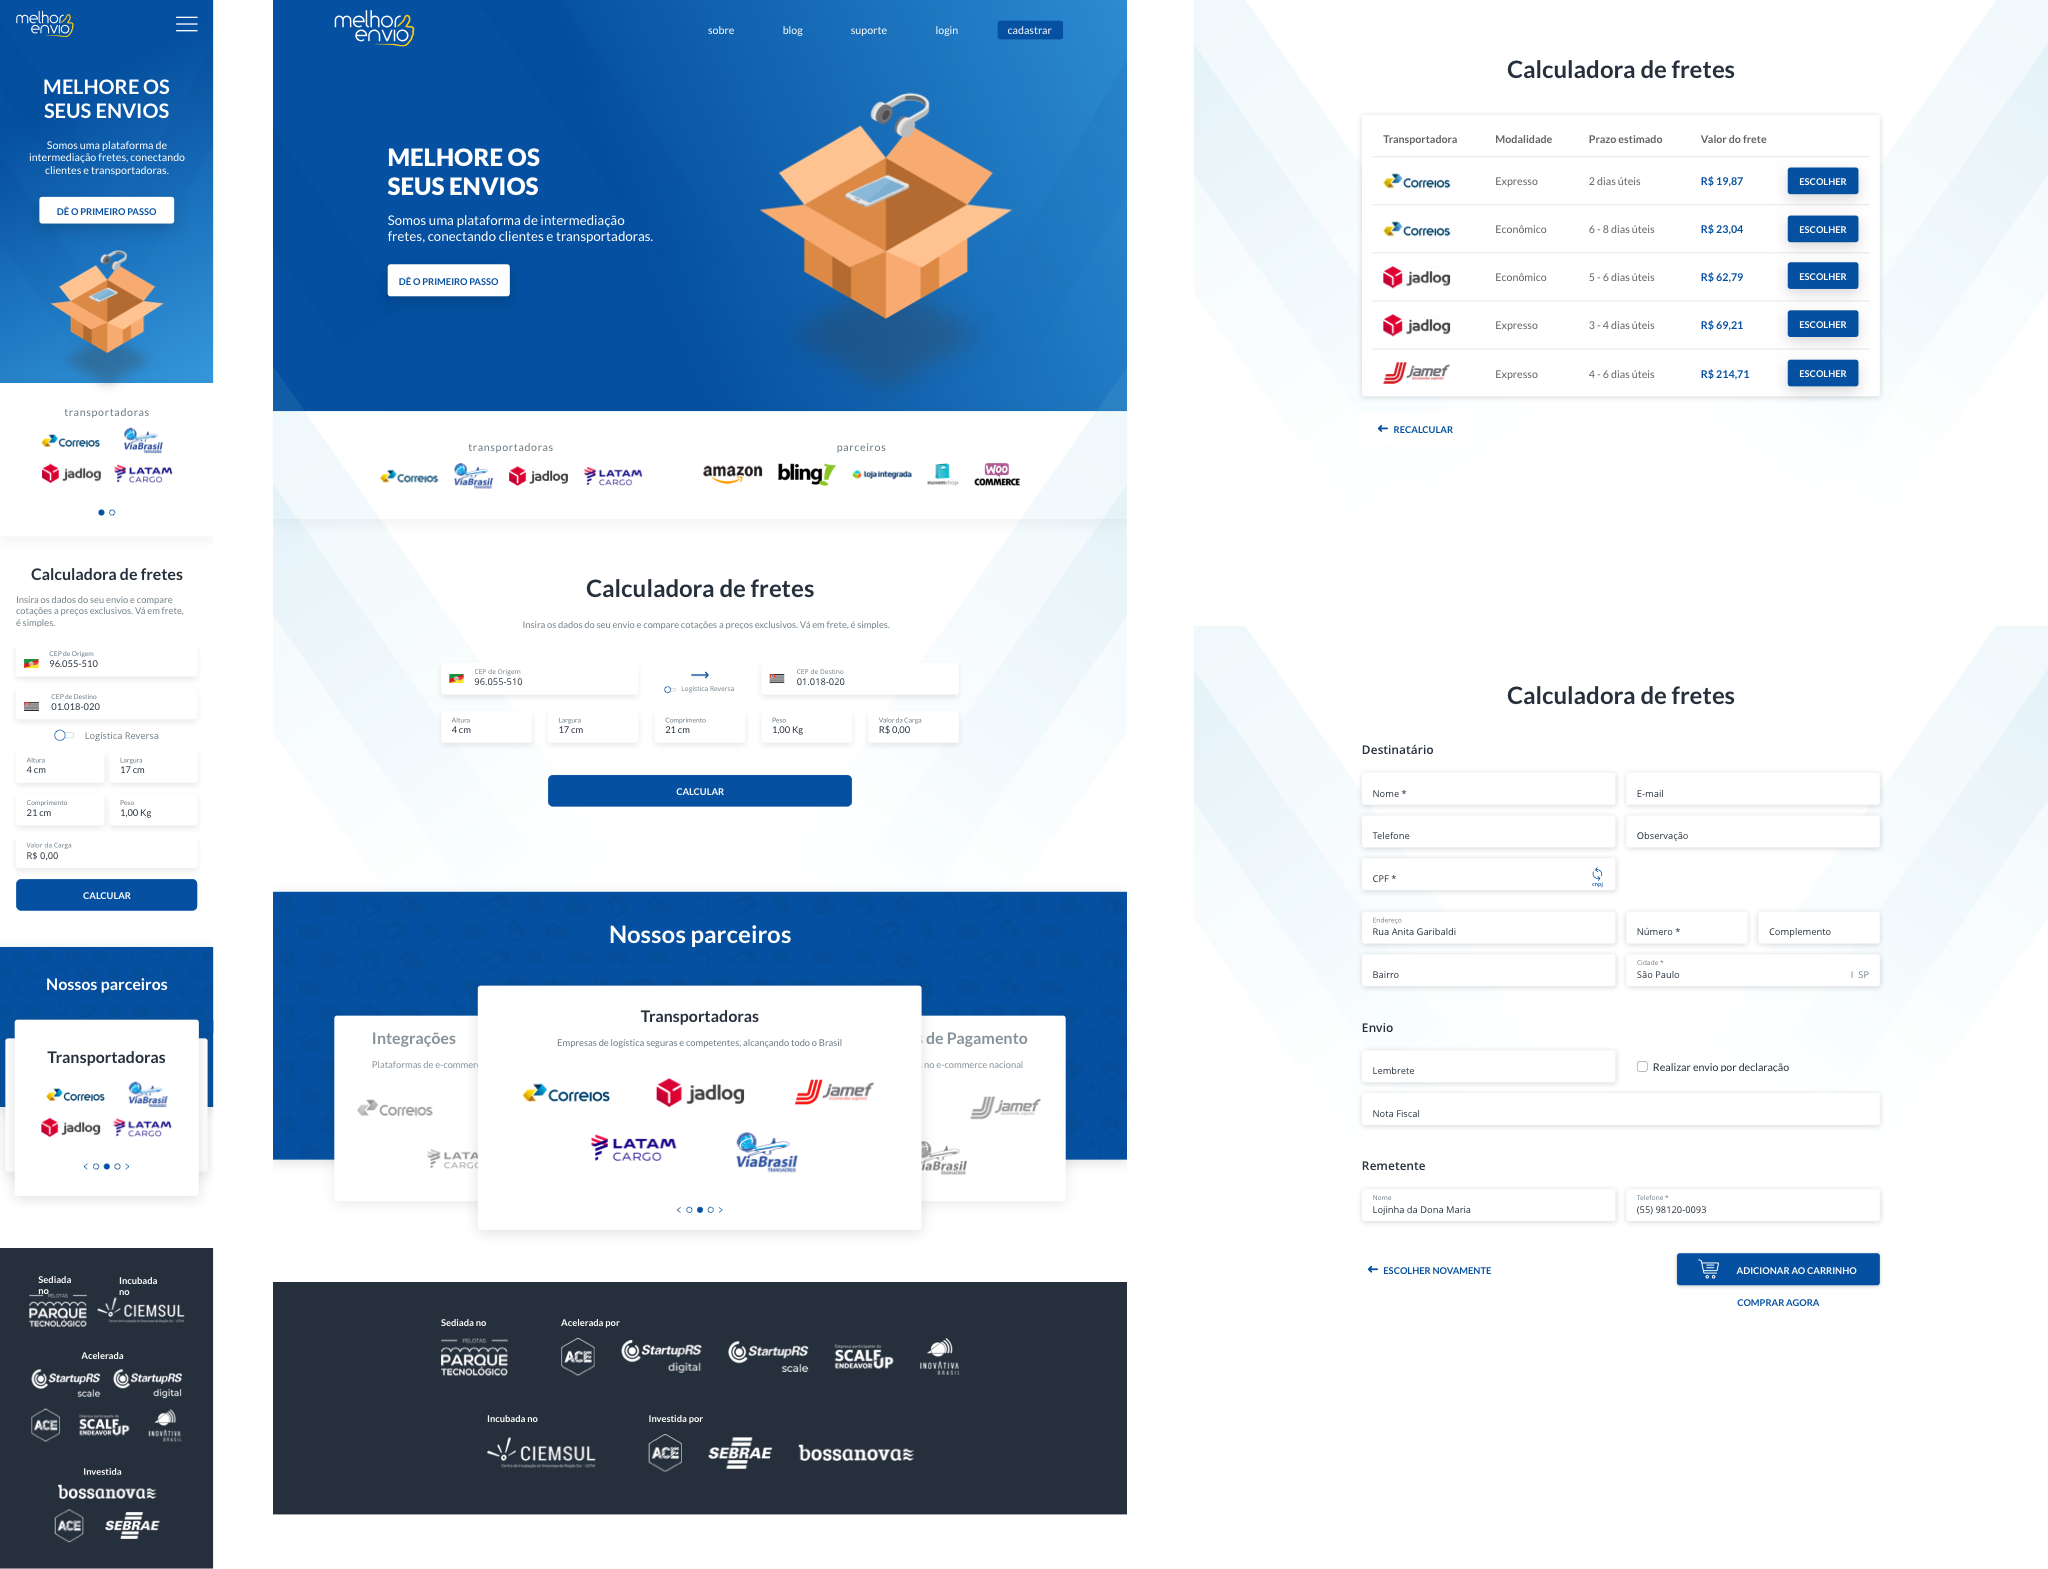 melhor
envio
MELHORE OS
SEUS ENVIOS
Somos uma plataforma de
intermediação fretes, conectando
clientes e transportadoras.
DÊ O PRIMEIRO PASSO
transportadoras
Correios
ViaBrasil
jadlog
LATAM
CARGO
Calculadora de fretes
Insira os dados do seu envio e compare
cotações a preços exclusivos. Vá em frete,
é simples.
CEP de Origem
96.055-510
CEP de Destino
01.018-020
Logística Reversa
Altura
4 cm
Largura
17 cm
Comprimento
21 cm
Peso
1,00 Kg
Valor da Carga
R$ 0,00
CALCULAR
Nossos parceiros
Transportadoras
Correios
ViaBrasil
jadlog
LATAM
CARGO
Sediada
no
PELOTAS
PARQUE
TECNOLÓGICO
Incubada
no
CIEMSUL
Acelerada
StartupRS
scale
StartupRS
digital
ACE
SCALE UP
ENDEAVOR
INOVATIVA
BRASIL
Investida
bossanova
ACE
SEBRAE
melhor
envio
sobre
blog
suporte
login
cadastrar
MELHORE OS
SEUS ENVIOS
Somos uma plataforma de intermediação
fretes, conectando clientes e transportadoras.
DÊ O PRIMEIRO PASSO
transportadoras
Correios
ViaBrasil
jadlog
LATAM
CARGO
parceiros
amazon
bling!
loja integrada
nuvemshop
WOO
COMMERCE
Calculadora de fretes
Insira os dados do seu envio e compare cotações a preços exclusivos. Vá em frete, é simples.
CEP de Origem
96.055-510
Logística Reversa
CEP de Destino
01.018-020
Altura
4 cm
Largura
17 cm
Comprimento
21 cm
Peso
1,00 Kg
Valor da Carga
R$ 0,00
CALCULAR
Nossos parceiros
Integrações
Plataformas de e-commer
Correios
LATA
CARG
Transportadoras
Empresas de logística seguras e competentes, alcançando todo o Brasil
Correios
jadlog
Jamef
LATAM
CARGO
ViaBrasil
TRANSAÉREO
de Pagamento
no e-commerce nacional
Jamef
iaBrasil
Sediada no
PELOTAS
PARQUE
TECNOLÓGICO
Acelerada por
ACE
StartupRS
digital
StartupRS
scale
SCALE UP
ENDEAVOR
INOVATIVA
BRASIL
Incubada no
CIEMSUL
Investida por
ACE
SEBRAE
bossanova
Calculadora de fretes
Transportadora Modalidade Prazo estimado Valor do frete
Correios Expresso 2 dias úteis R$ 19,87 ESCOLHER
Correios Econômico 6 - 8 dias úteis R$ 23,04 ESCOLHER
jadlog Econômico 5 - 6 dias úteis R$ 62,79 ESCOLHER
jadlog Expresso 3 - 4 dias úteis R$ 69,21 ESCOLHER
Jamef Expresso 4 - 6 dias úteis R$ 214,71 ESCOLHER
RECALCULAR
Calculadora de fretes
Destinatário
Nome *
E-mail
Telefone
Observação
CPF *
cnpj
Endereço
Rua Anita Garibaldi
Número *
Complemento
Bairro
Cidade *
São Paulo
| SP
Envio
Lembrete
Realizar envio por declaração
Nota Fiscal
Remetente
Nome
Lojinha da Dona Maria
Telefone *
(55) 98120-0093
ESCOLHER NOVAMENTE
ADICIONAR AO CARRINHO
COMPRAR AGORA